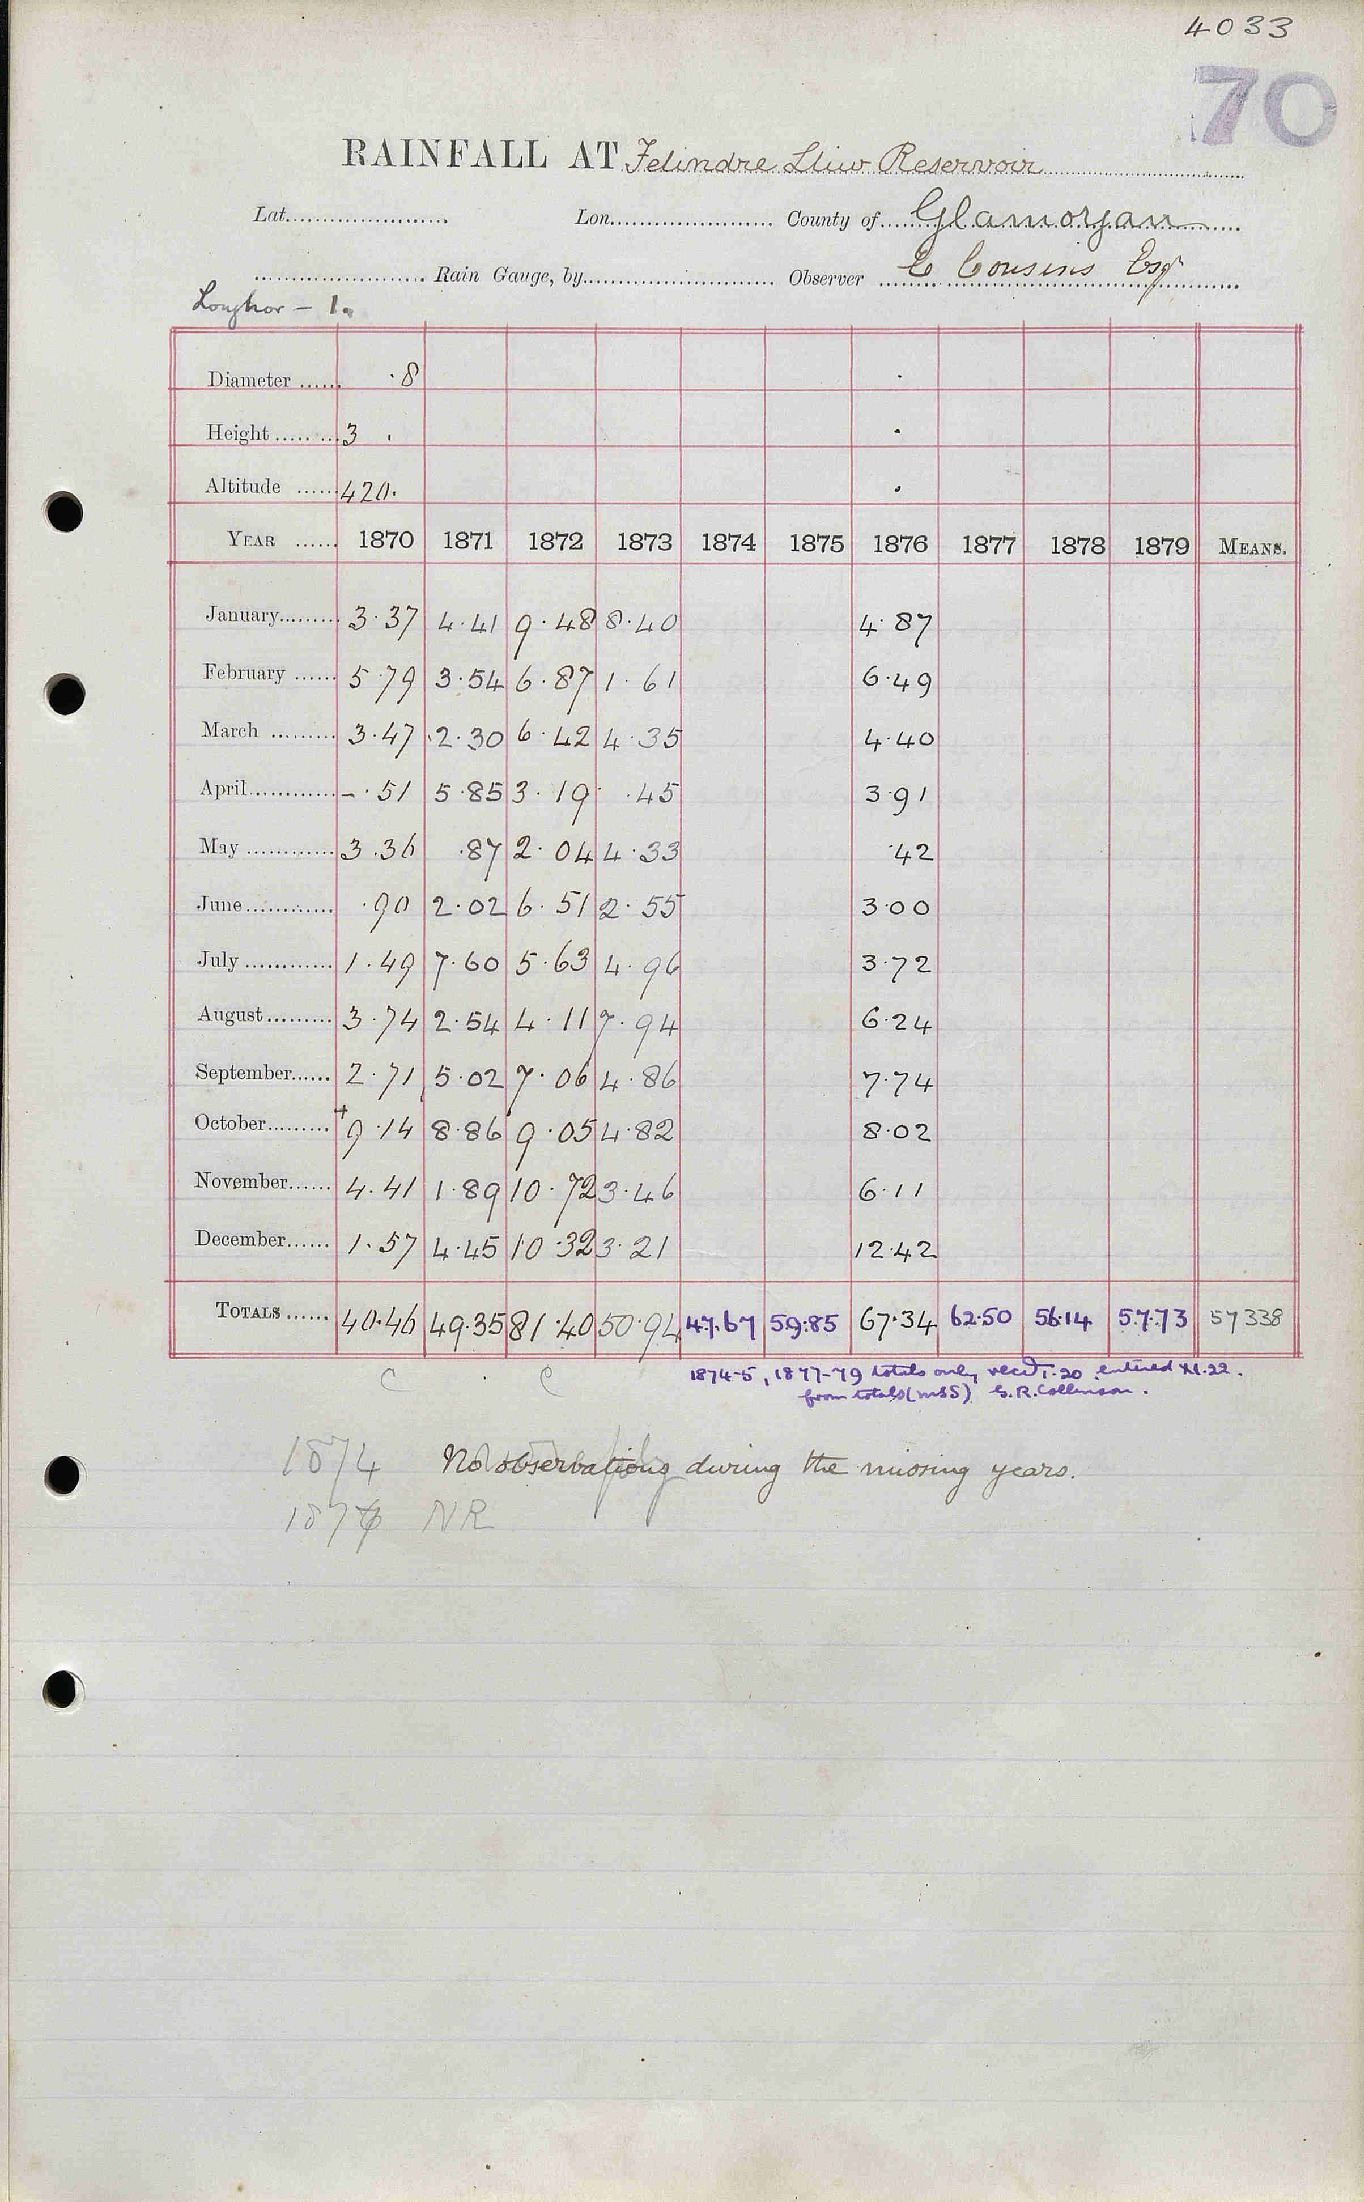 4033
70
RAINFALL AT Felindre Lliw Reservoir
Lat. Lon. County of Glamorgan
Rain Gauge, by Observer E Cousins Esqr
Loughor - 1.
Diameter ...... ·8 .
Height ...... 3 . .
Altitude ...... 420. .
YEAR ...... 1870 1871 1872 1873 1874 1875 1876 1877 1878 1879 MEANS.
January 3·37 4·41 9·48 8·40 4·87
February 5·79 3·54 6·87 1·61 6·49
March 3·47 2·30 6·42 4·35 4·40
April -·51 5·85 3·19 ·45 3·91
May 3·36 ·87 2·04 4·33 ·42
June ·90 2·02 6·51 2·55 3·00
July 1·49 7·60 5·63 4·96 3·72
August 3·74 2·54 4·11 7·94 6·24
September 2·71 5·02 7·06 4·86 7·74
October +9·14 8·86 9·05 4·82 8·02
November 4·41 1·89 10·72 3·46 6·11
December 1·57 4·45 10·32 3·21 12·42
TOTALS 40·46 49·35 81·40 50·94 47·67 59·85 67·34 62·50 56·14 57·73 57338
C C
1874-5, 1877-79 totals only recd I.20. entered XI.22.
from totals (MSS) G.R. Collinson.
1874 No observations during the missing years.
1876 NR